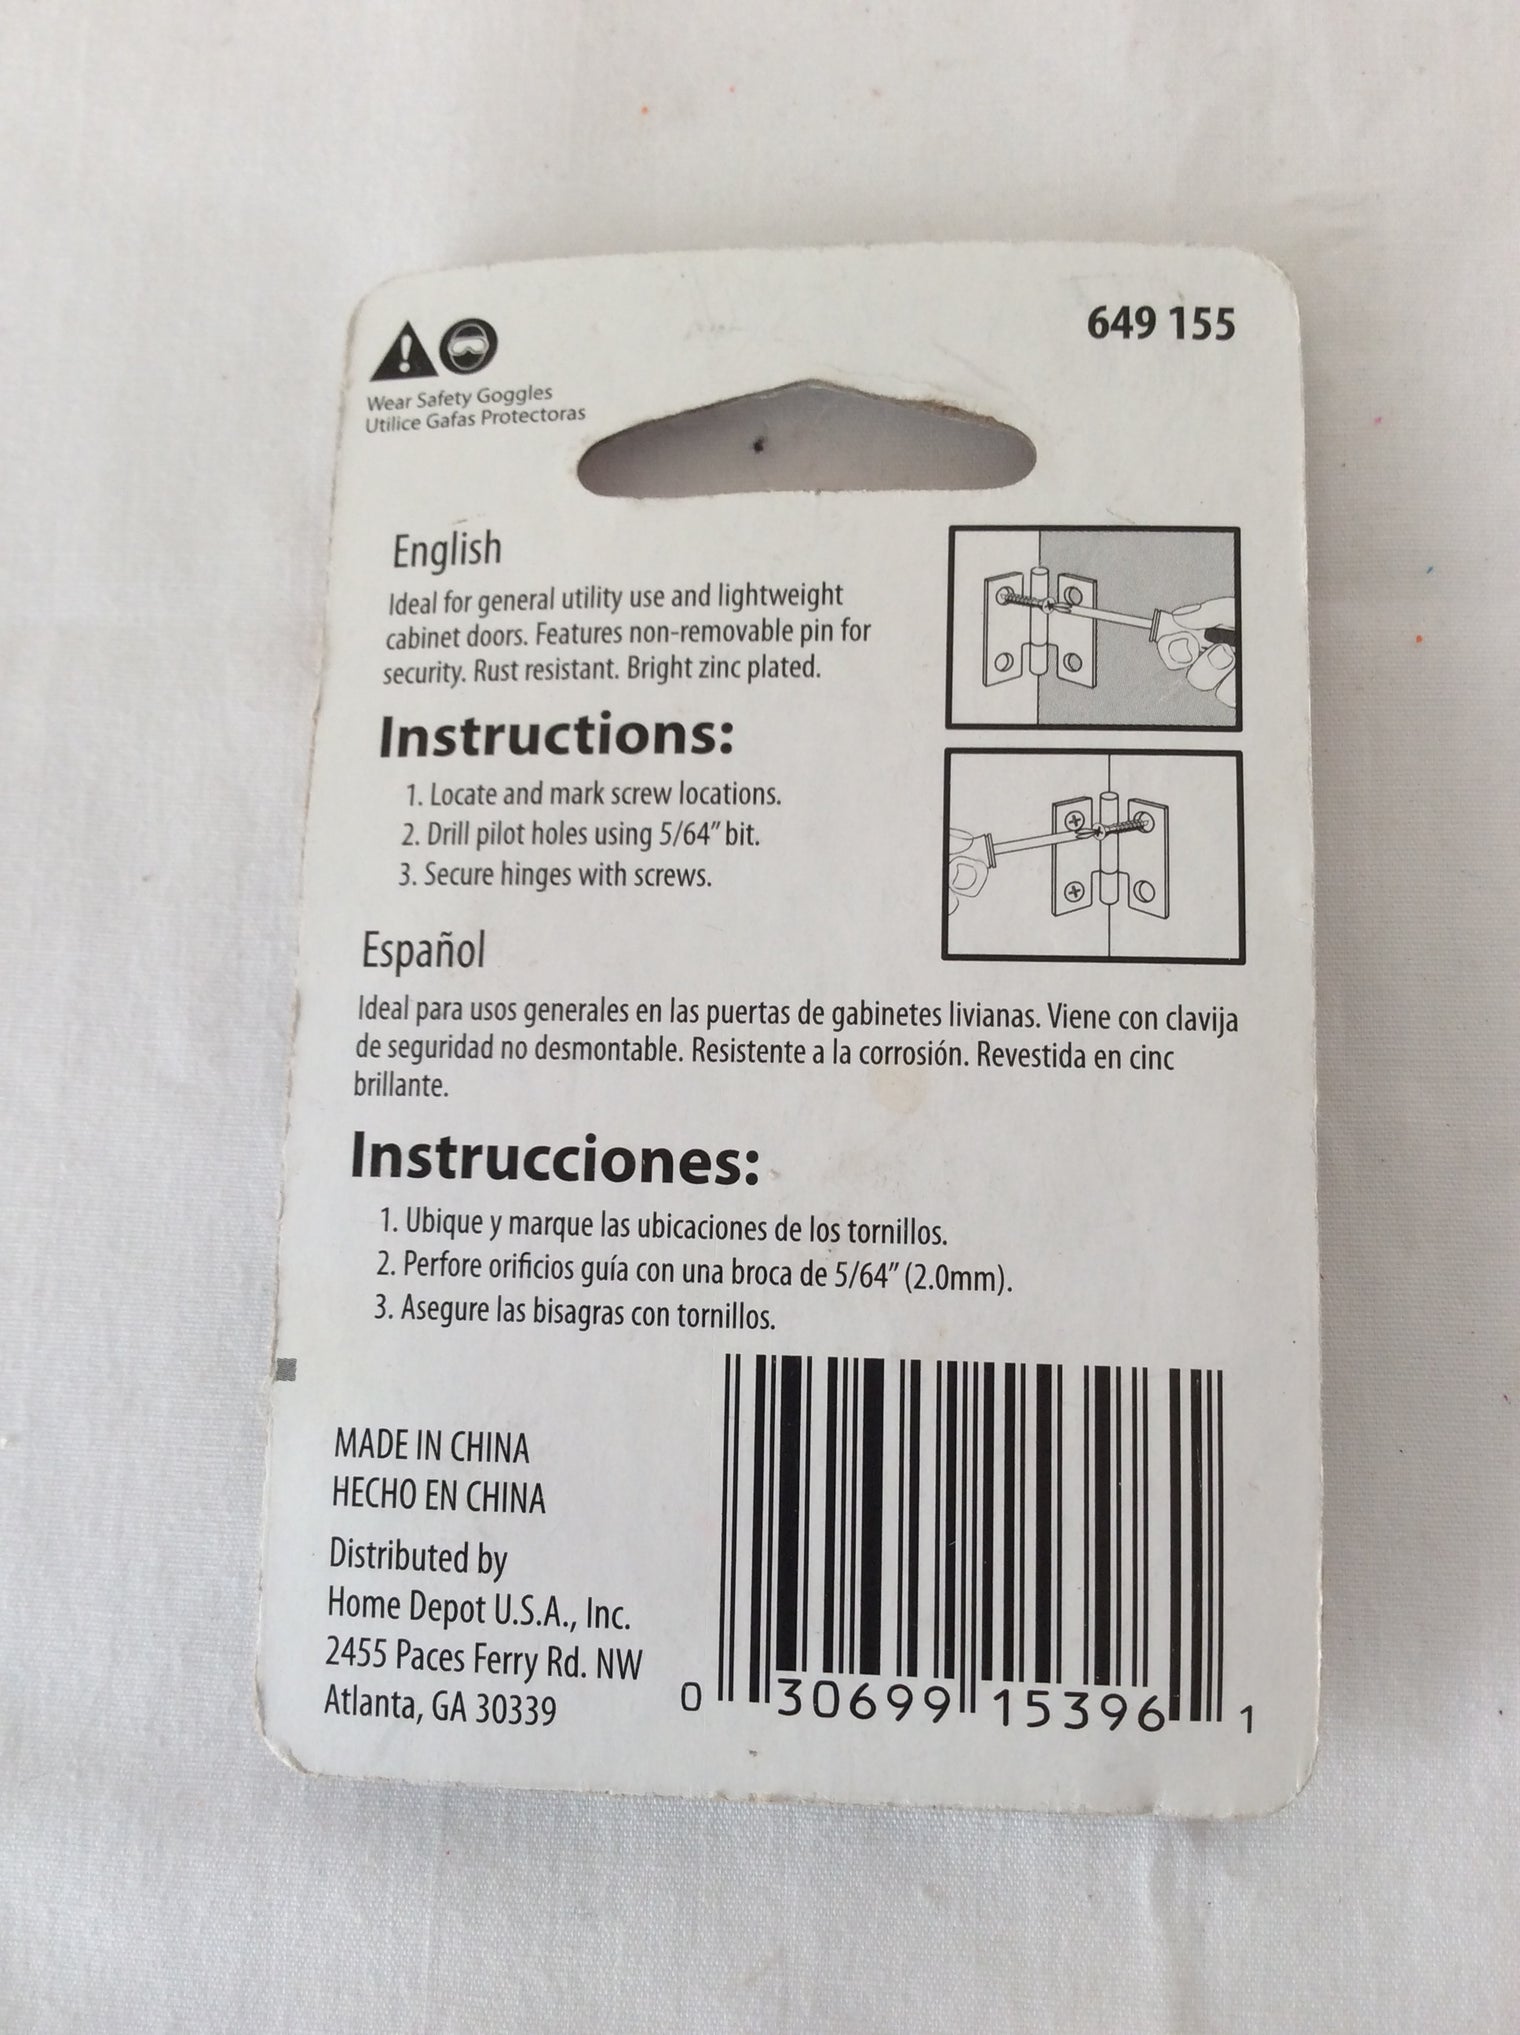 649 155
Wear Safety Goggles
Utilice Gafas Protectoras
English
Ideal for general utility use and lightweight
cabinet doors. Features non-removable pin for
security. Rust resistant. Bright zinc plated.
Instructions:
1. Locate and mark screw locations.
2. Drill pilot holes using 5/64" bit.
3. Secure hinges with screws.
Español
Ideal para usos generales en las puertas de gabinetes livianas. Viene con clavija
de seguridad no desmontable. Resistente a la corrosión. Revestida en cinc
brillante.
Instrucciones:
1. Ubique y marque las ubicaciones de los tornillos.
2. Perfore orificios guía con una broca de 5/64" (2.0mm).
3. Asegure las bisagras con tornillos.
MADE IN CHINA
HECHO EN CHINA
Distributed by
Home Depot U.S.A., Inc.
2455 Paces Ferry Rd. NW
Atlanta, GA 30339
0 30699 15396 1